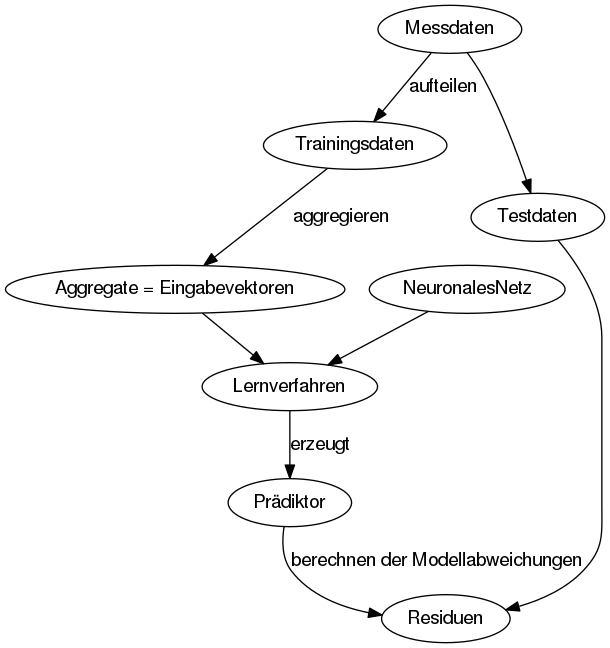 Messdaten
aufteilen
Trainingsdaten
aggregieren
Testdaten
Aggregate = Eingabevektoren
NeuronalesNetz
Lernverfahren
erzeugt
Prädiktor
berechnen der Modellabweichungen
Residuen